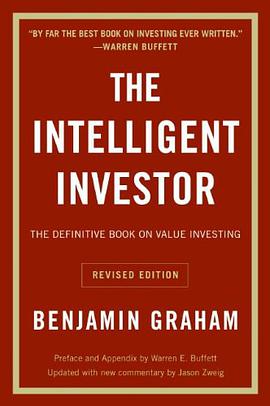 "BY FAR THE BEST BOOK ON INVESTING EVER WRITTEN."
—WARREN BUFFETT
THE
INTELLIGENT
INVESTOR
THE DEFINITIVE BOOK ON VALUE INVESTING
REVISED EDITION
BENJAMIN GRAHAM
Preface and Appendix by Warren E. Buffett
Updated with new commentary by Jason Zweig